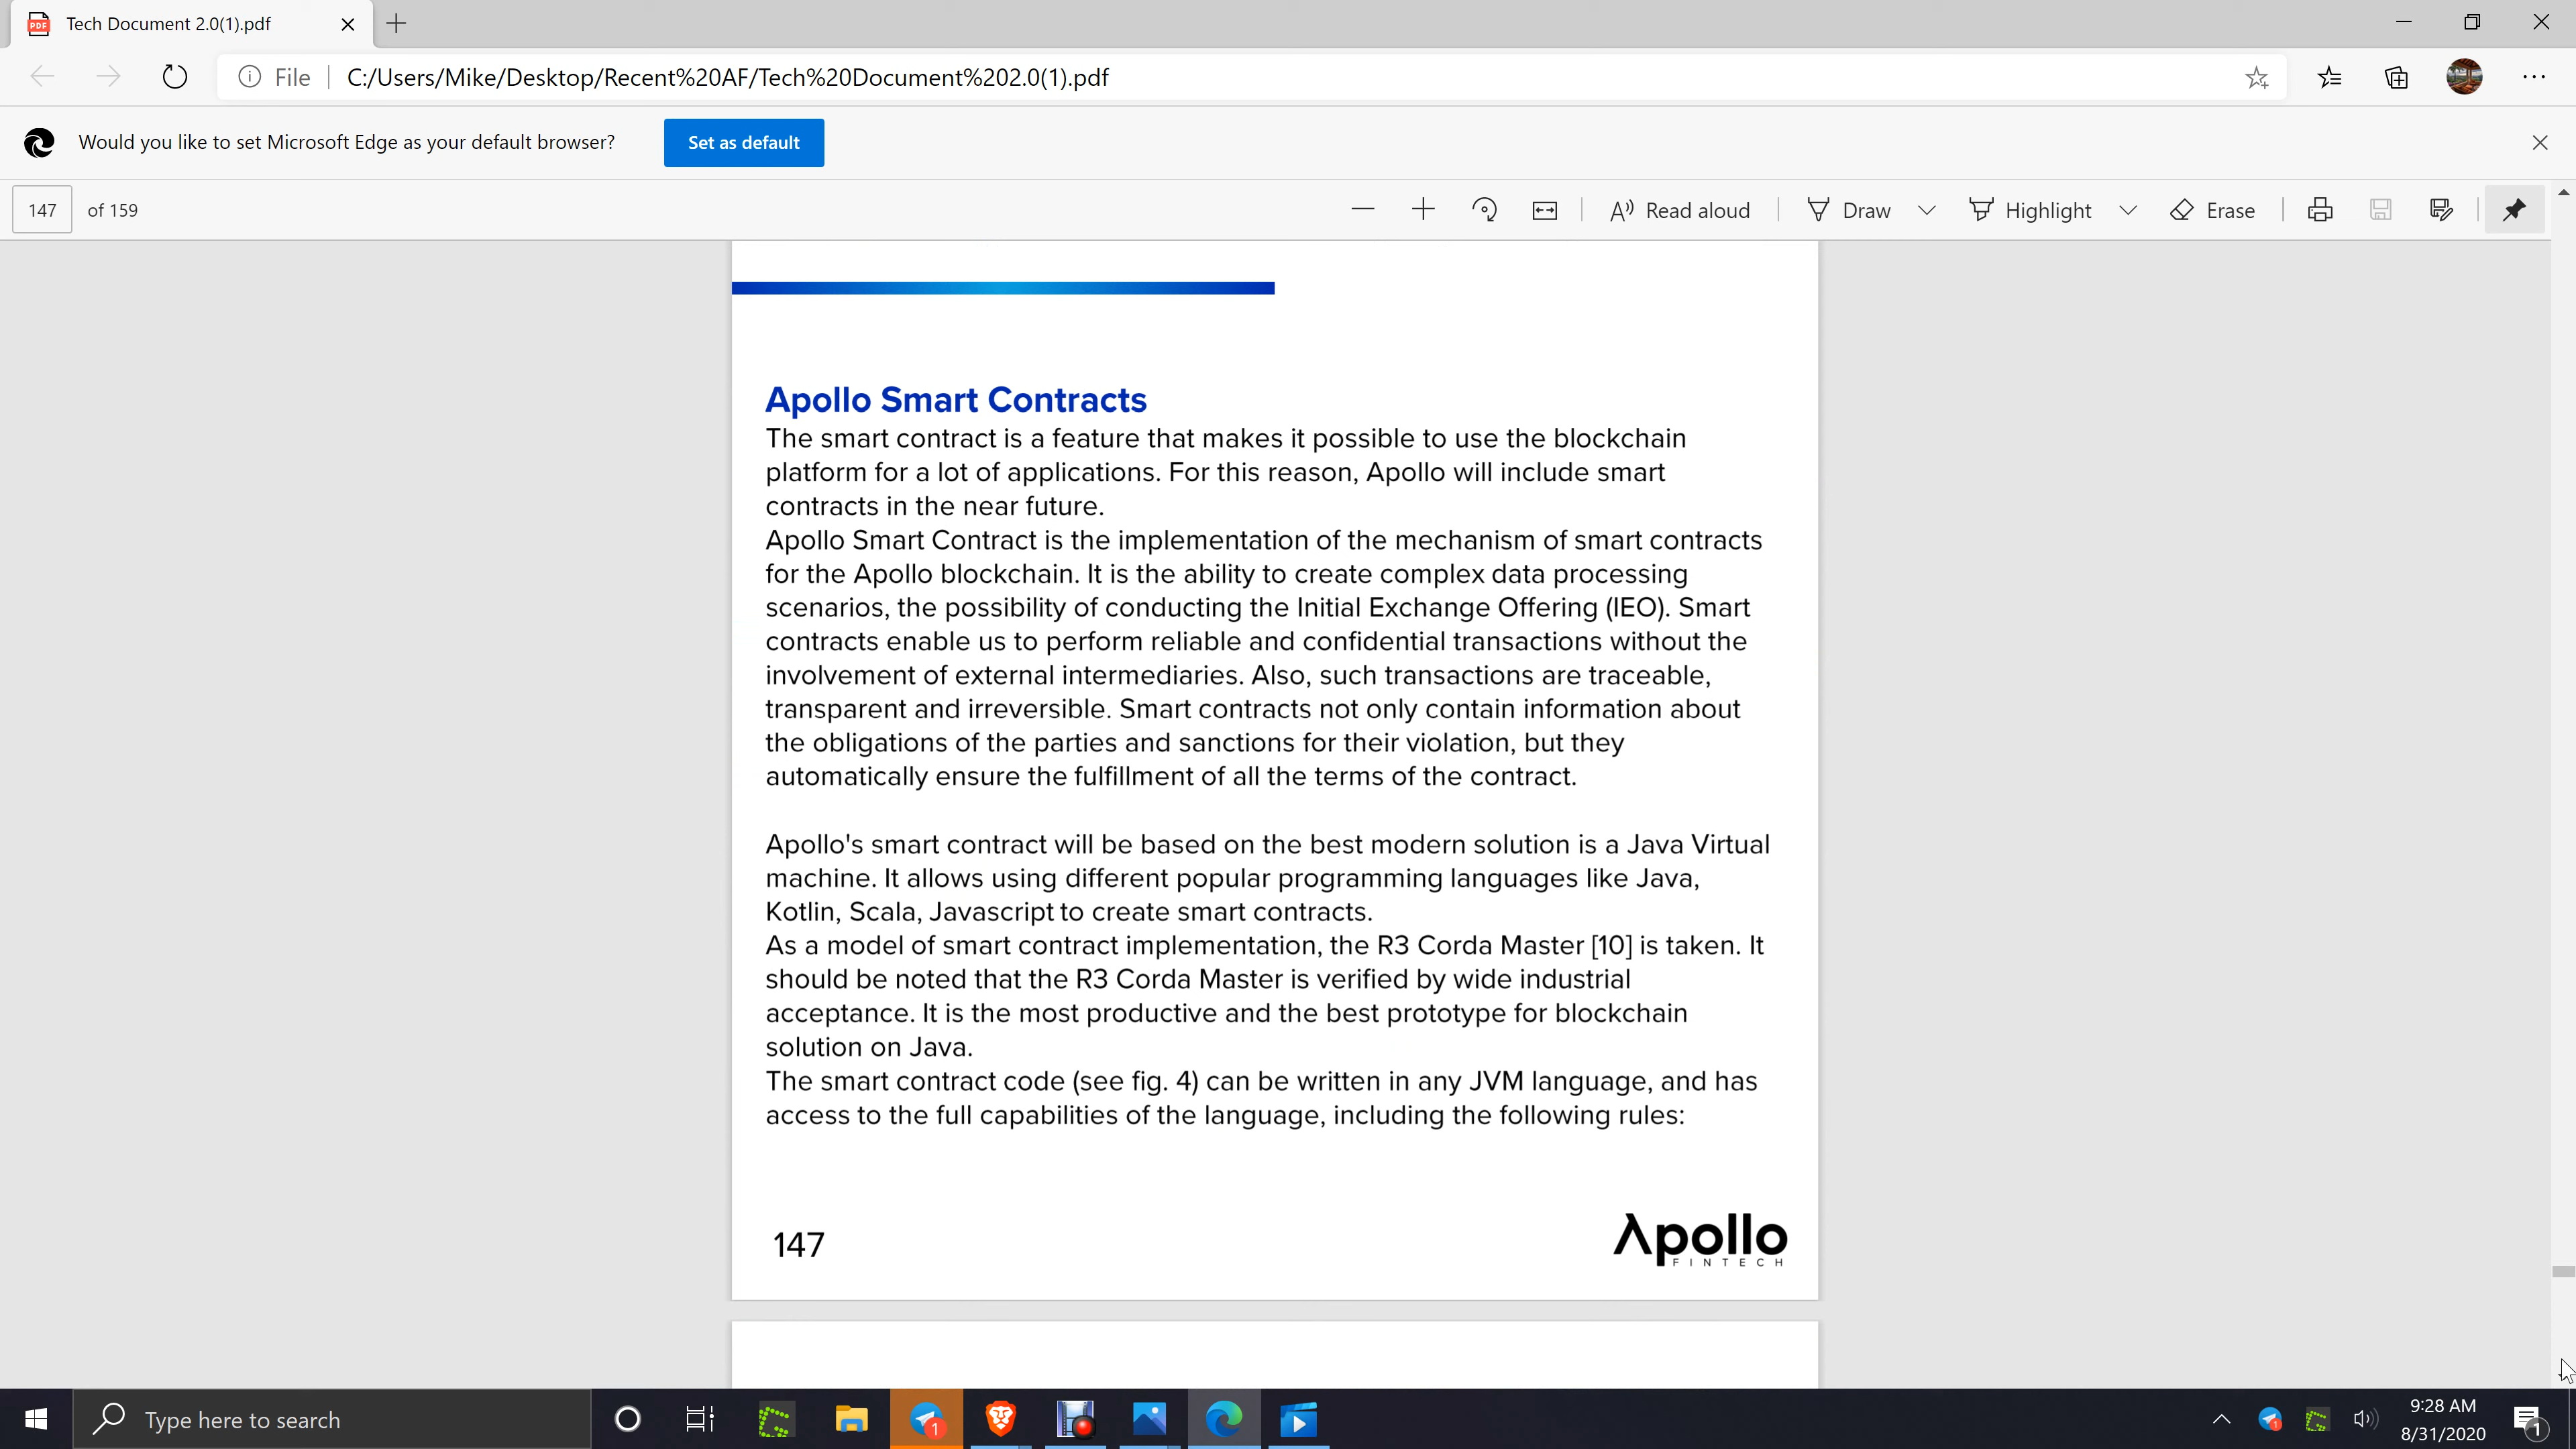 Tech Document 2.0(1).pdf
File
C:/Users/Mike/Desktop/Recent%20AF/Tech%20Document%202.0(1).pdf
Would you like to set Microsoft Edge as your default browser?
Set as default
147 of 159
Read aloud
Draw
Highlight
Erase
Apollo Smart Contracts
The smart contract is a feature that makes it possible to use the blockchain
platform for a lot of applications. For this reason, Apollo will include smart
contracts in the near future.
Apollo Smart Contract is the implementation of the mechanism of smart contracts
for the Apollo blockchain. It is the ability to create complex data processing
scenarios, the possibility of conducting the Initial Exchange Offering (IEO). Smart
contracts enable us to perform reliable and confidential transactions without the
involvement of external intermediaries. Also, such transactions are traceable,
transparent and irreversible. Smart contracts not only contain information about
the obligations of the parties and sanctions for their violation, but they
automatically ensure the fulfillment of all the terms of the contract.
Apollo's smart contract will be based on the best modern solution is a Java Virtual
machine. It allows using different popular programming languages like Java,
Kotlin, Scala, Javascript to create smart contracts.
As a model of smart contract implementation, the R3 Corda Master [10] is taken. It
should be noted that the R3 Corda Master is verified by wide industrial
acceptance. It is the most productive and the best prototype for blockchain
solution on Java.
The smart contract code (see fig. 4) can be written in any JVM language, and has
access to the full capabilities of the language, including the following rules:
147
Apollo
FINTECH
Type here to search
1
1
9:28 AM
8/31/2020
1